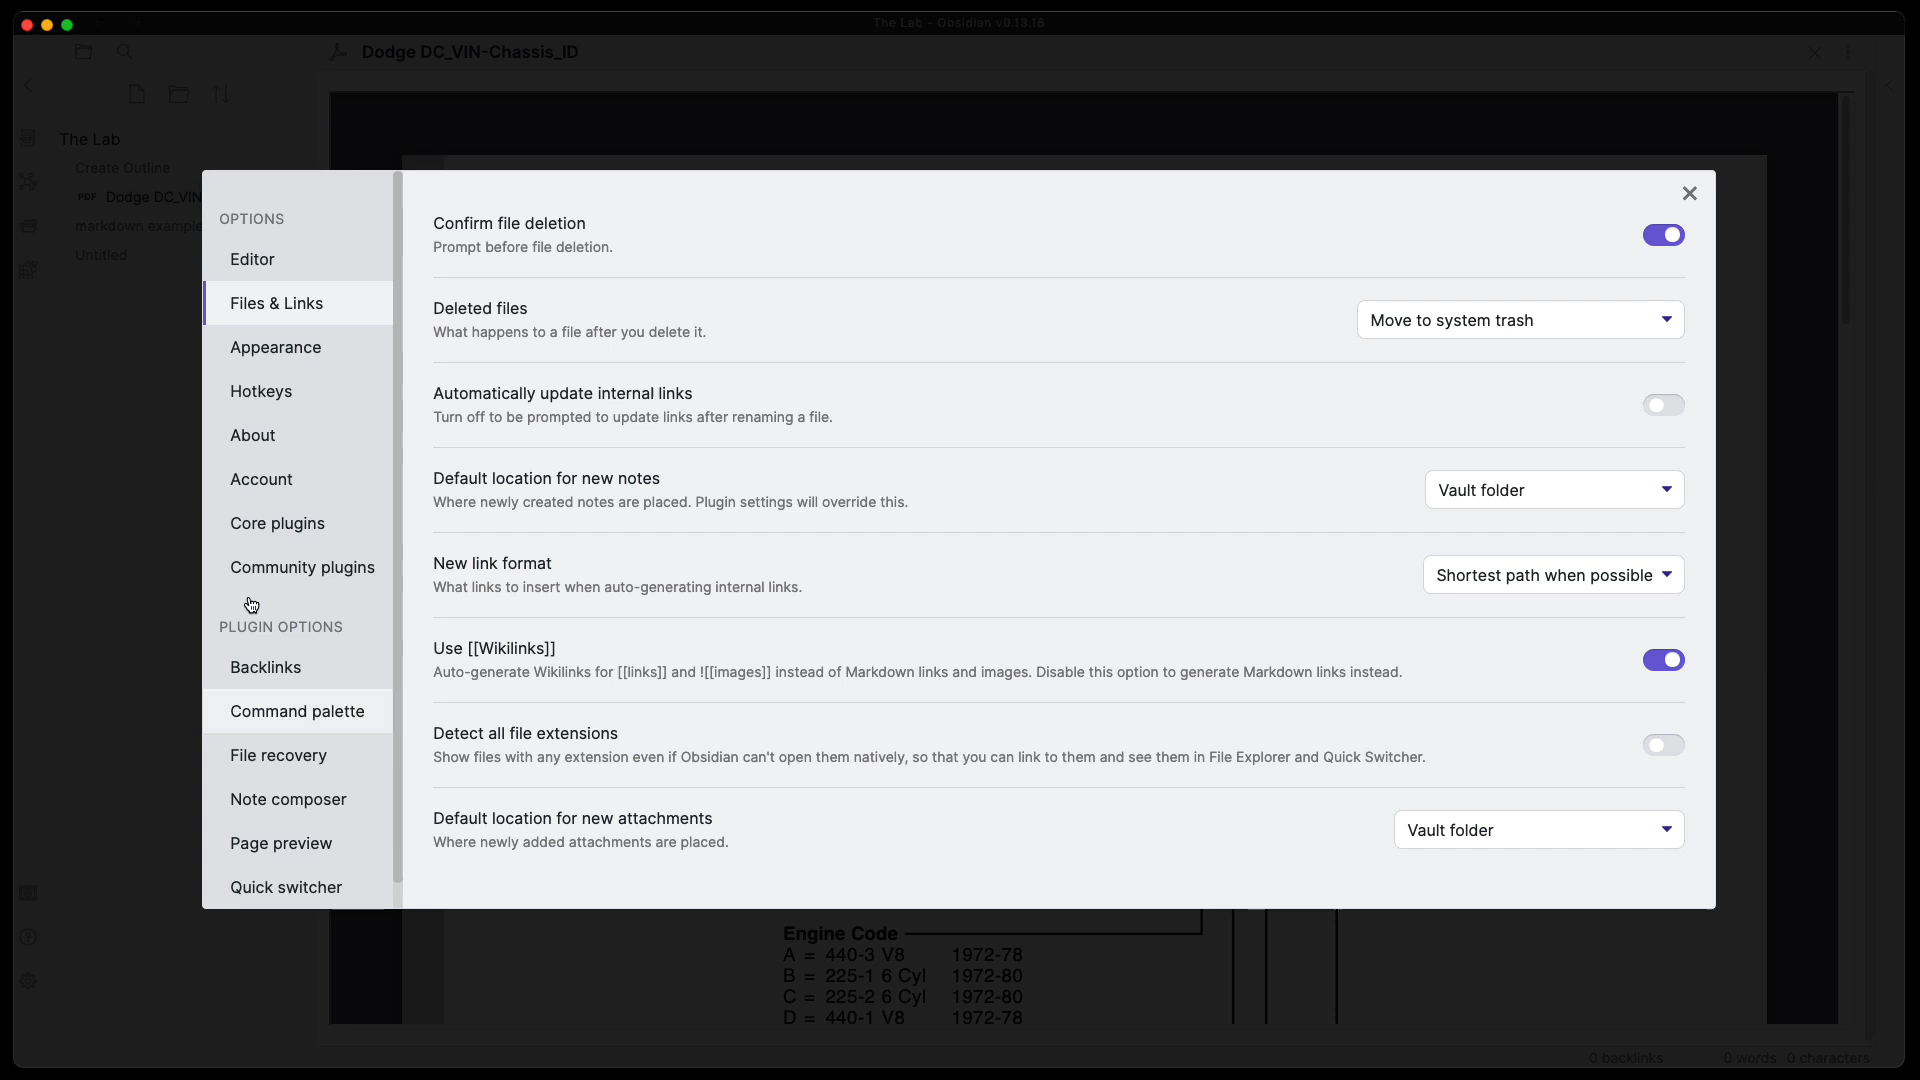 The Lab - Obsidian v0.13.16
Dodge DC_VIN-Chassis_ID
The Lab
Create Outline
PDF Dodge DC_VIN
markdown example
Untitled
OPTIONS
Editor
Files & Links
Appearance
Hotkeys
About
Account
Core plugins
Community plugins
PLUGIN OPTIONS
Backlinks
Command palette
File recovery
Note composer
Page preview
Quick switcher
Confirm file deletion
Prompt before file deletion.
Deleted files
What happens to a file after you delete it.
Move to system trash
Automatically update internal links
Turn off to be prompted to update links after renaming a file.
Default location for new notes
Where newly created notes are placed. Plugin settings will override this.
Vault folder
New link format
What links to insert when auto-generating internal links.
Shortest path when possible
Use [[Wikilinks]]
Auto-generate Wikilinks for [[links]] and ![[images]] instead of Markdown links and images. Disable this option to generate Markdown links instead.
Detect all file extensions
Show files with any extension even if Obsidian can't open them natively, so that you can link to them and see them in File Explorer and Quick Switcher.
Default location for new attachments
Where newly added attachments are placed.
Vault folder
Engine Code
A = 440-3 V8 1972-78
B = 225-1 6 Cyl 1972-80
C = 225-2 6 Cyl 1972-80
D = 440-1 V8 1972-78
0 backlinks 0 words 0 characters